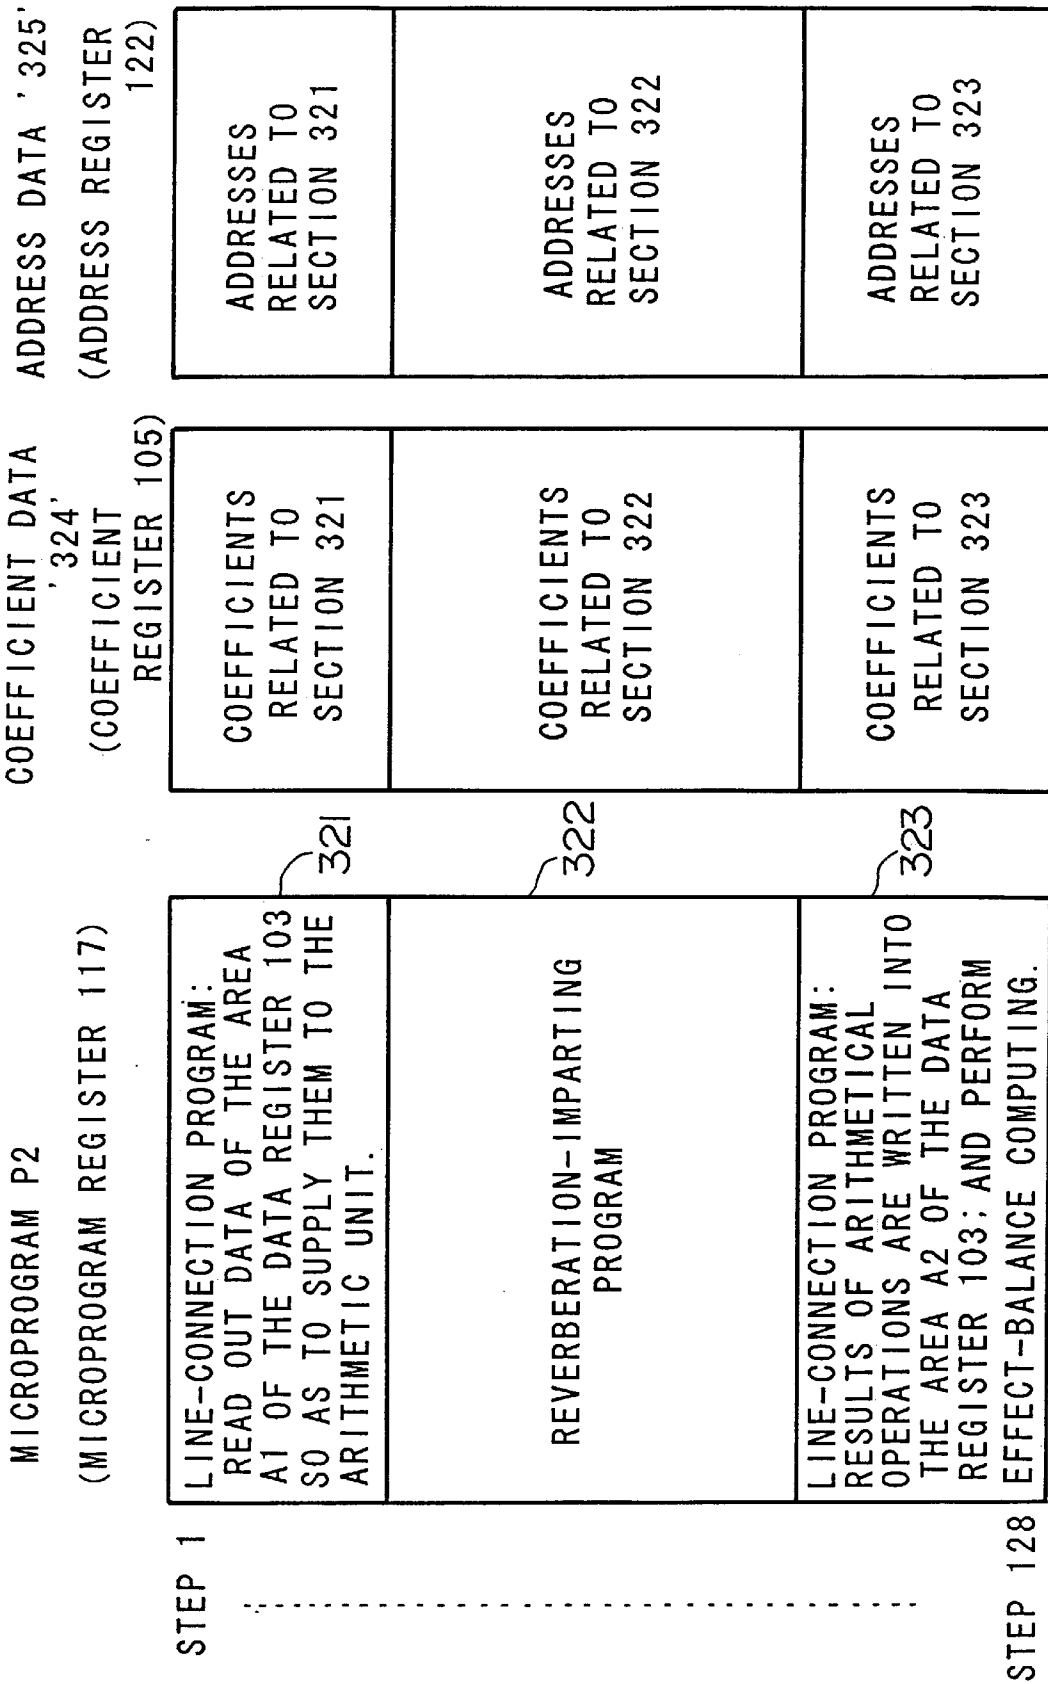 MICROPROGRAM P2
(MICROPROGRAM REGISTER 117)
COEFFICIENT DATA
'324'
(COEFFICIENT
REGISTER 105)
ADDRESS DATA '325'
(ADDRESS REGISTER
122)
STEP 1
LINE-CONNECTION PROGRAM:
READ OUT DATA OF THE AREA
A1 OF THE DATA REGISTER 103
SO AS TO SUPPLY THEM TO THE
ARITHMETIC UNIT.
321
COEFFICIENTS
RELATED TO
SECTION 321
ADDRESSES
RELATED TO
SECTION 321
REVERBERATION-IMPARTING
PROGRAM
322
COEFFICIENTS
RELATED TO
SECTION 322
ADDRESSES
RELATED TO
SECTION 322
LINE-CONNECTION PROGRAM:
RESULTS OF ARITHMETICAL
OPERATIONS ARE WRITTEN INTO
THE AREA A2 OF THE DATA
REGISTER 103; AND PERFORM
EFFECT-BALANCE COMPUTING.
323
COEFFICIENTS
RELATED TO
SECTION 323
ADDRESSES
RELATED TO
SECTION 323
STEP 128